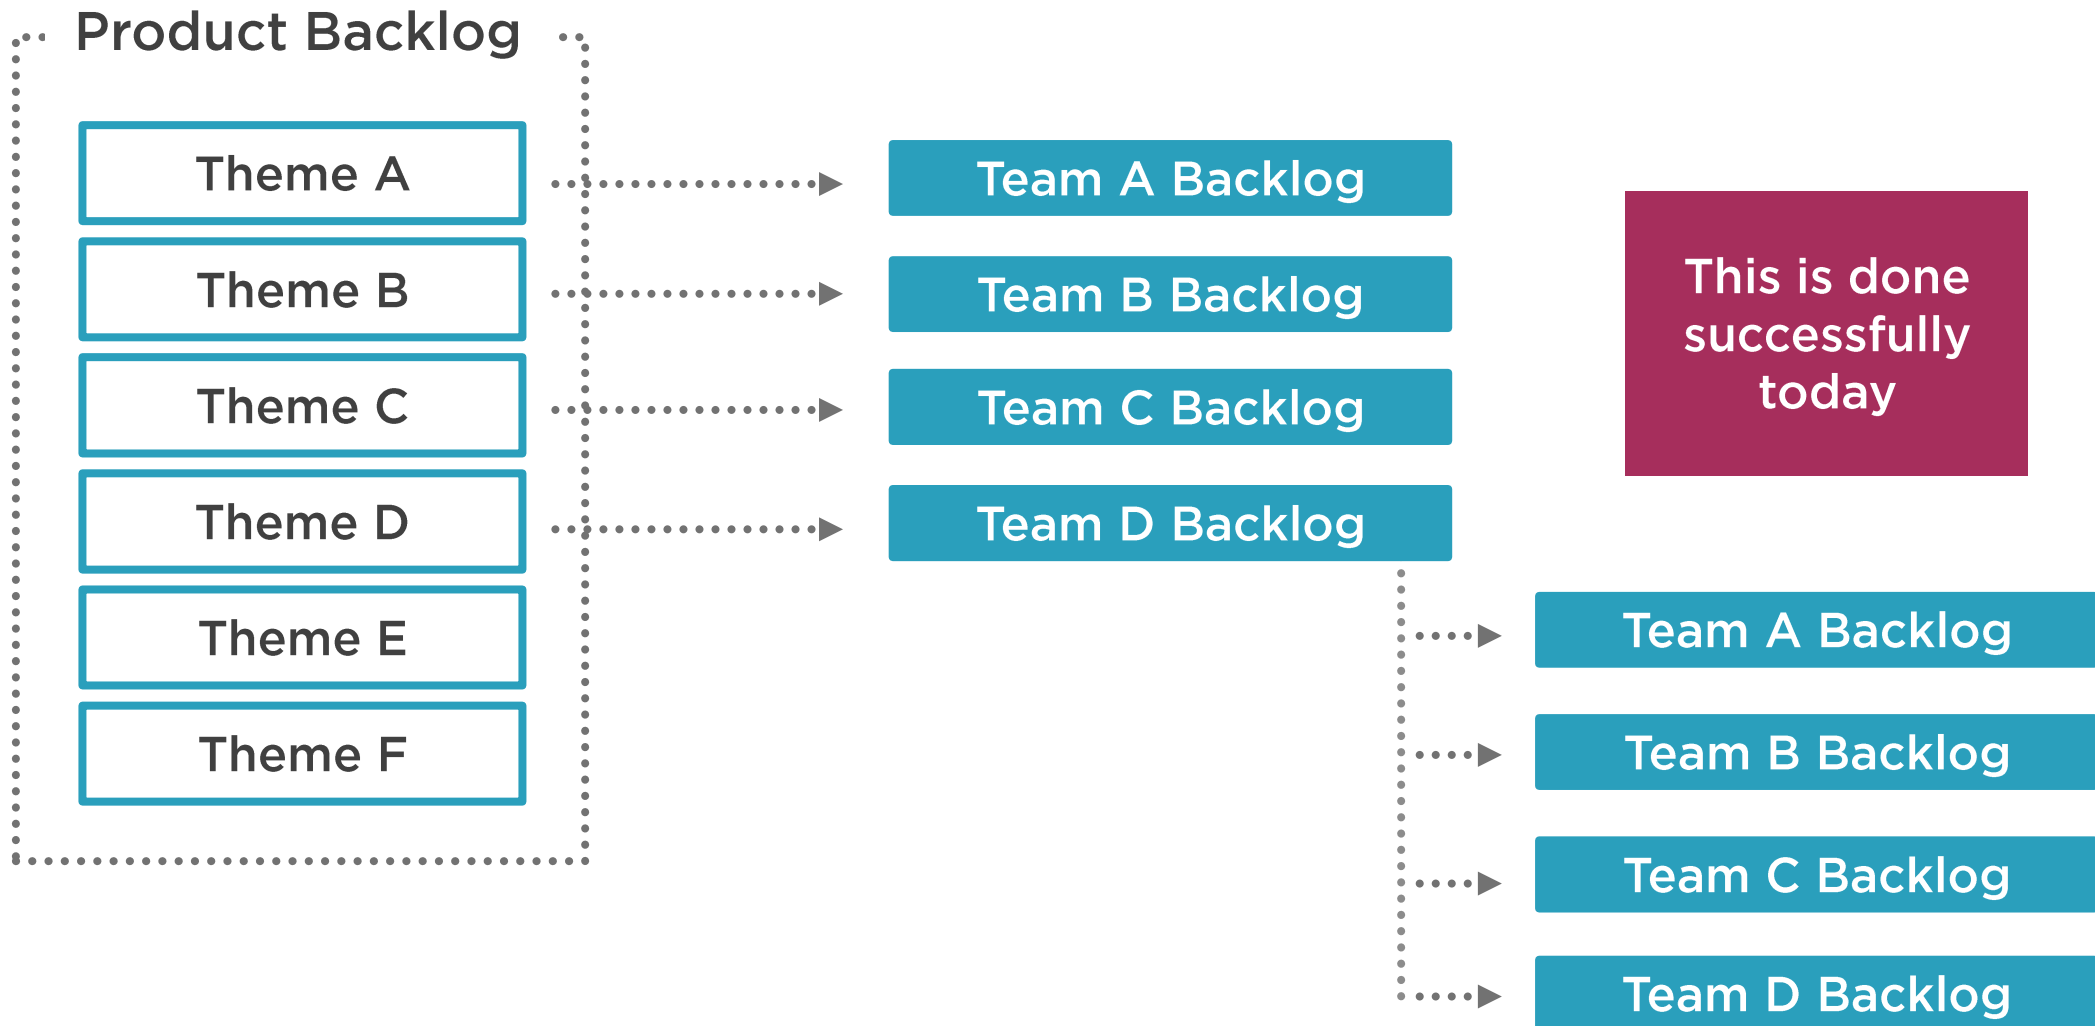 Product Backlog
Theme A
Theme B
Theme C
Theme D
Theme E
Theme F
Team A Backlog
Team B Backlog
Team C Backlog
Team D Backlog
This is done
successfully
today
Team A Backlog
Team B Backlog
Team C Backlog
Team D Backlog